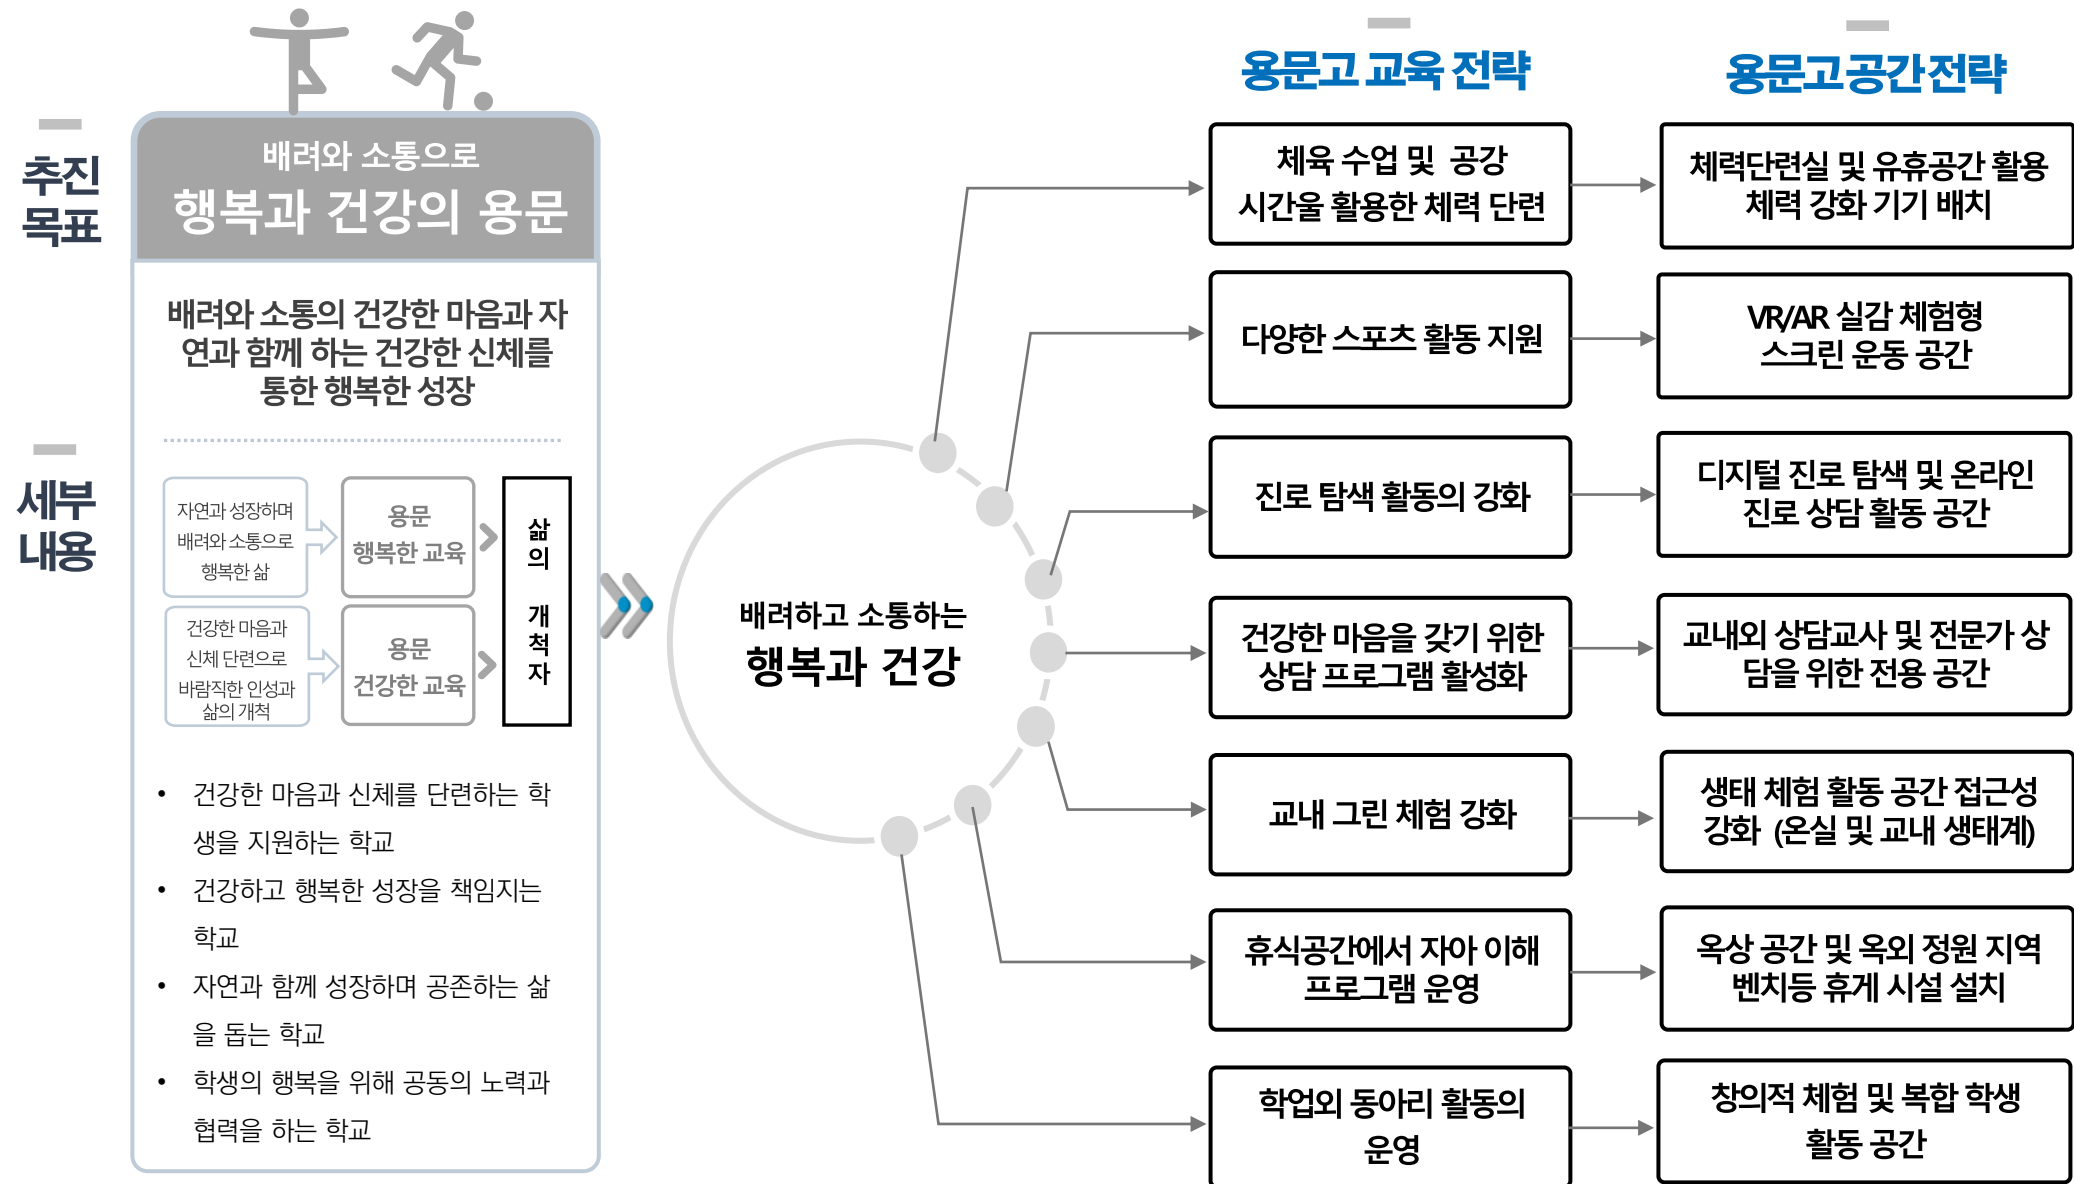 추진
목표
배려와 소통으로
행복과 건강의 용문
배려와 소통의 건강한 마음과 자
연과 함께 하는 건강한 신체를
통한 행복한 성장
세부
내용
자연과 성장하며
배려와 소통으로
행복한 삶
용문
행복한 교육
건강한 마음과
신체 단련으로
바람직한 인성과
삶의 개척
용문
건강한 교육
삶
의
개
척
자
• 건강한 마음과 신체를 단련하는 학
생을 지원하는 학교
• 건강하고 행복한 성장을 책임지는
학교
• 자연과 함께 성장하며 공존하는 삶
을 돕는 학교
• 학생의 행복을 위해 공동의 노력과
협력을 하는 학교
배려하고 소통하는
행복과 건강
용문고 교육 전략
체육 수업 및 공강
시간울 활용한 체력 단련
다양한 스포츠 활동 지원
진로 탐색 활동의 강화
건강한 마음을 갖기 위한
상담 프로그램 활성화
교내 그린 체험 강화
휴식공간에서 자아 이해
프로그램 운영
학업외 동아리 활동의
운영
용문고 공간 전략
체력단련실 및 유휴공간 활용
체력 강화 기기 배치
VR/AR 실감 체험형
스크린 운동 공간
디지털 진로 탐색 및 온라인
진로 상담 활동 공간
교내외 상담교사 및 전문가 상
담을 위한 전용 공간
생태 체험 활동 공간 접근성
강화 (온실 및 교내 생태계)
옥상 공간 및 옥외 정원 지역
벤치등 휴게 시설 설치
창의적 체험 및 복합 학생
활동 공간